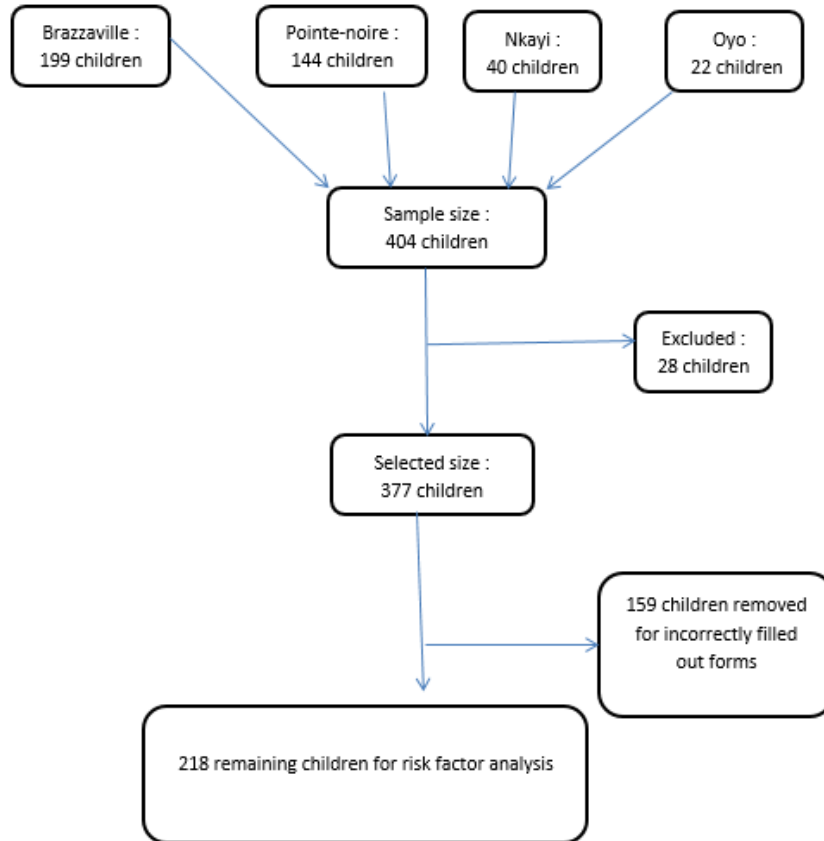 Brazzaville :
199 children
Pointe-noire :
144 children
Nkayi :
40 children
Oyo :
22 children
Sample size :
404 children
Excluded :
28 children
Selected size :
377 children
159 children removed
for incorrectly filled
out forms
218 remaining children for risk factor analysis